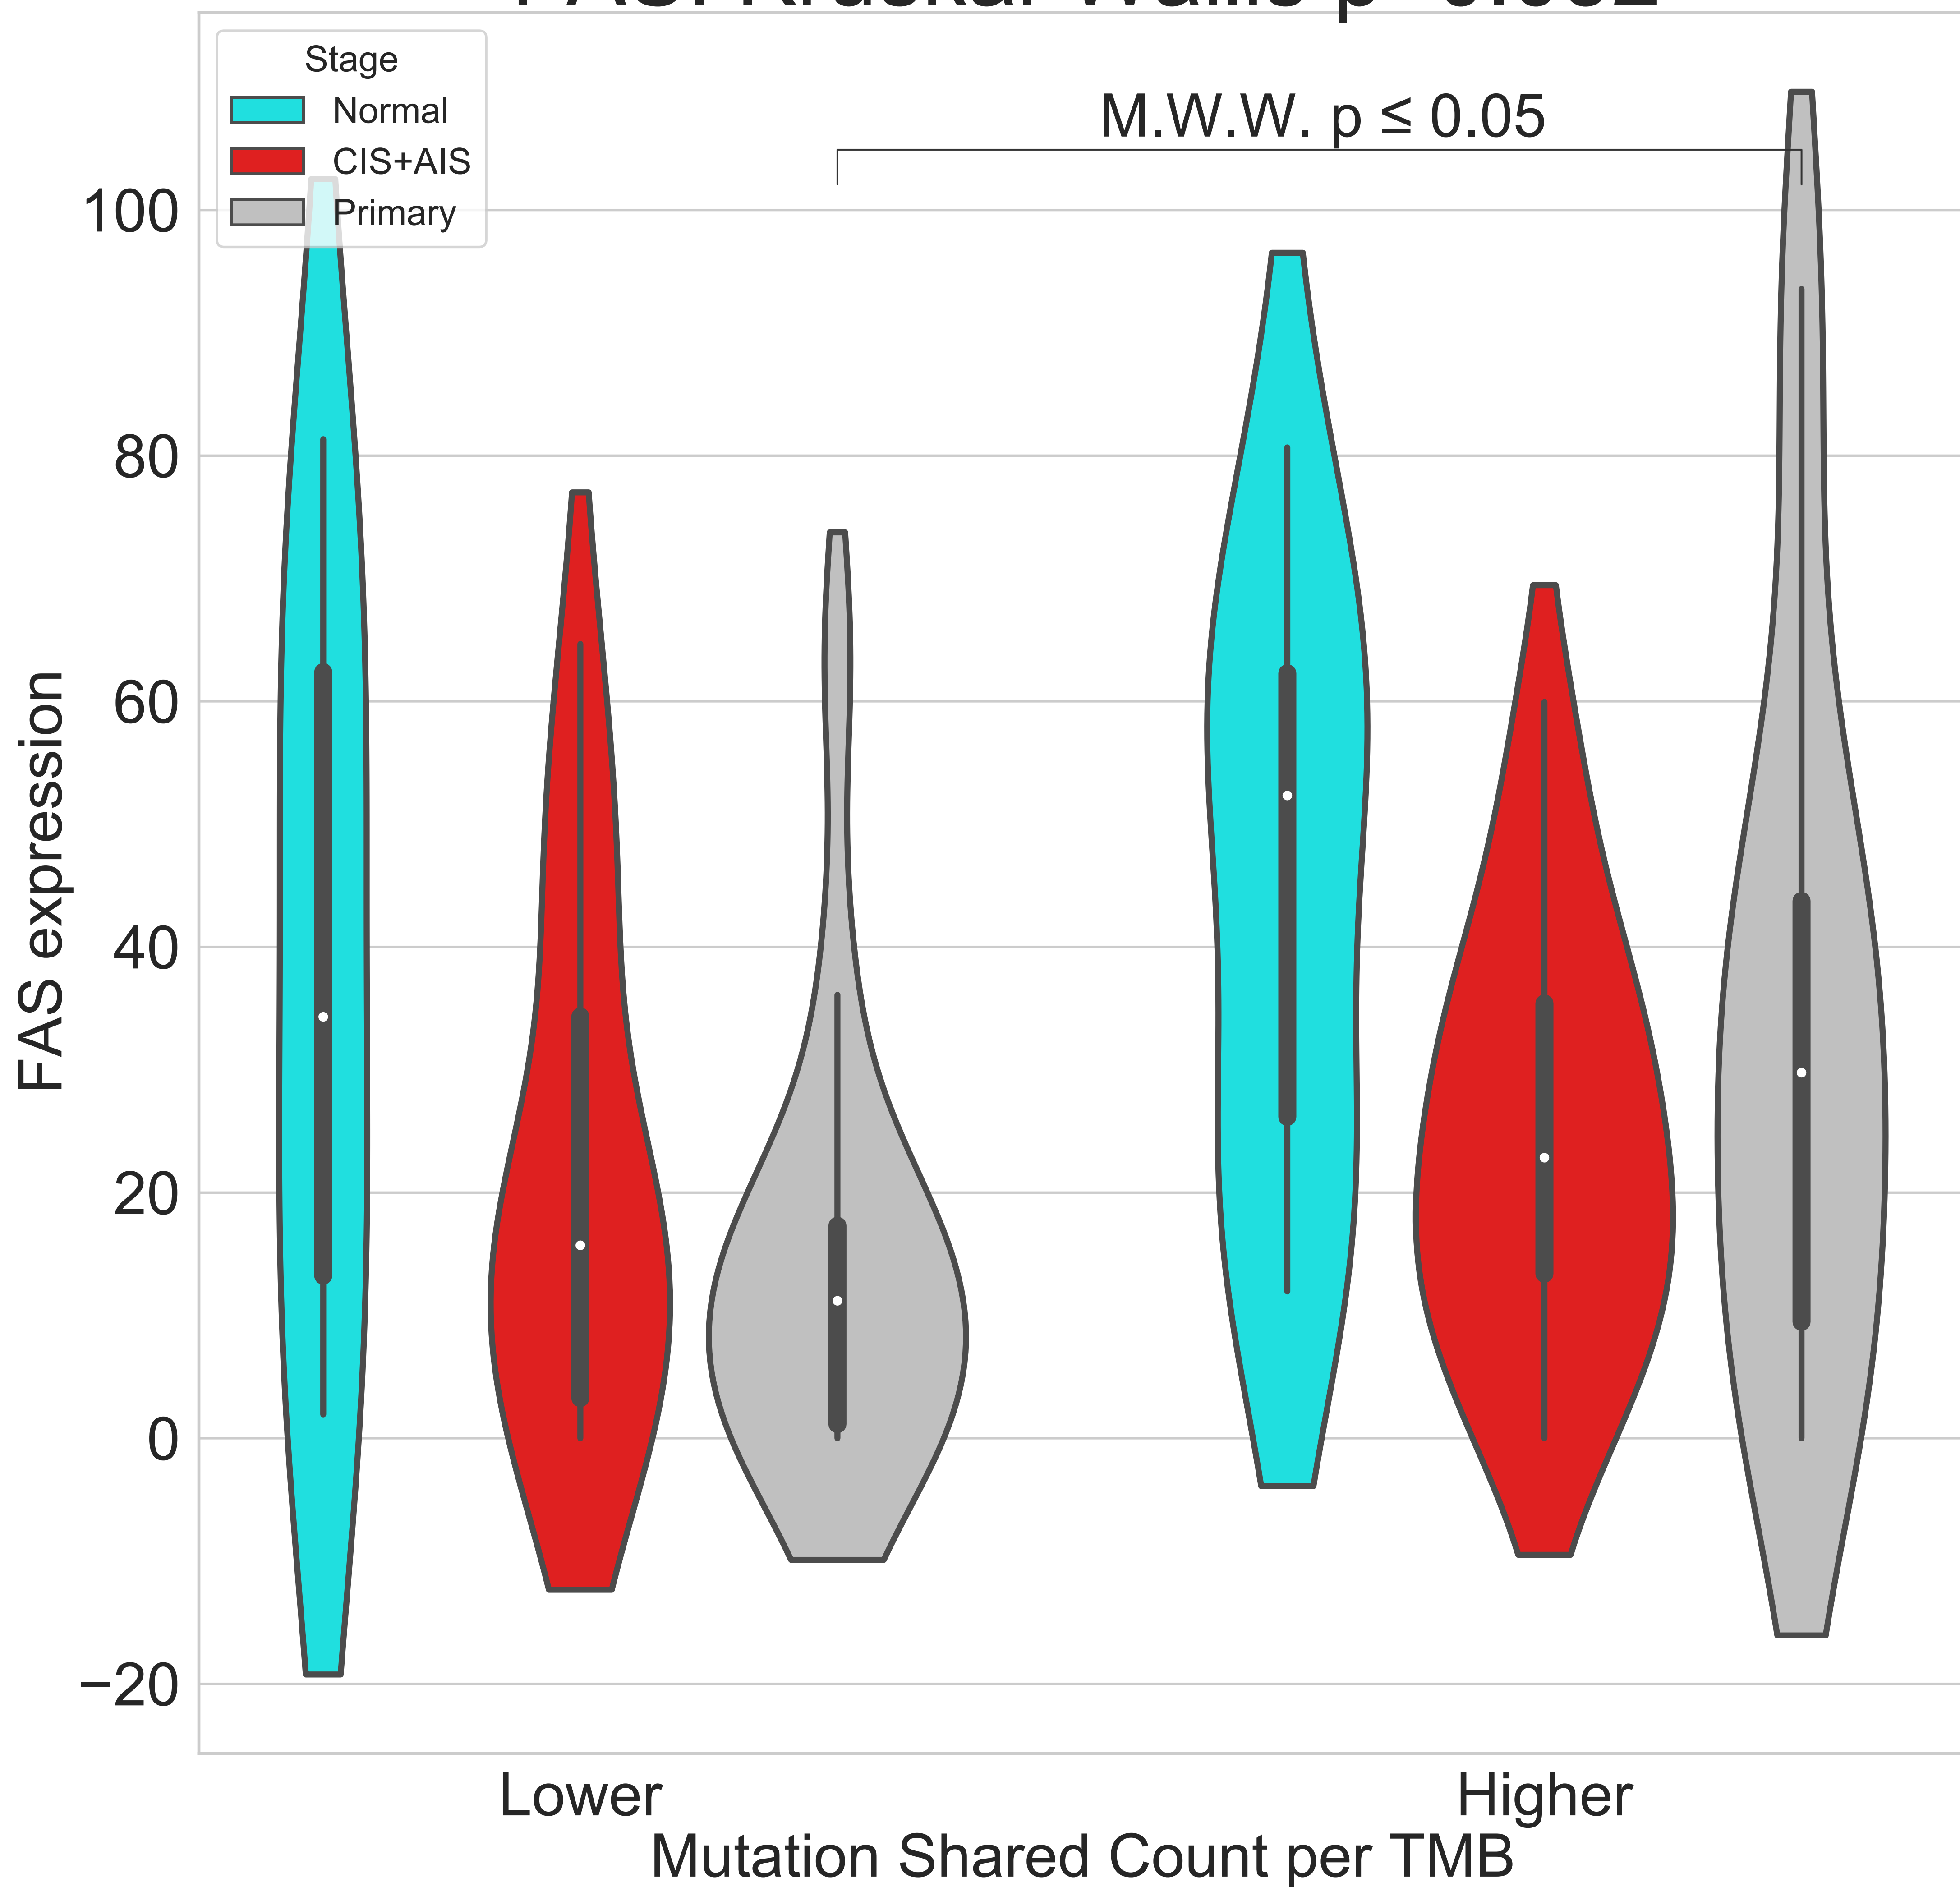 Stage
Normal
CIS+AIS
Primary
M.W.W. p ≤ 0.05
100
80
60
40
20
0
−20
FAS expression
Lower
Higher
Mutation Shared Count per TMB